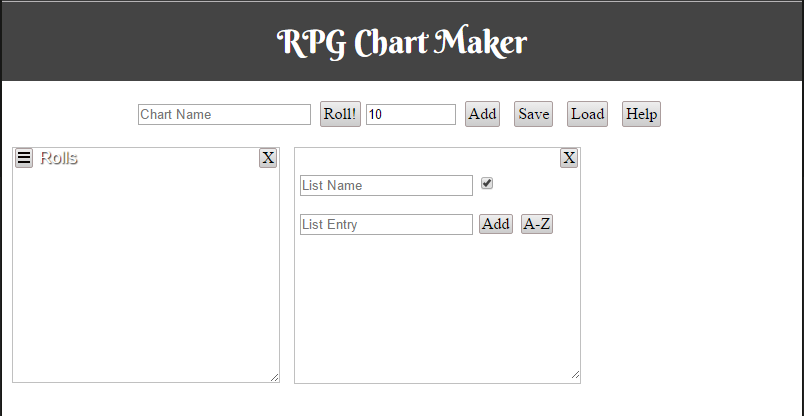 RPG Chart Maker
Chart Name Roll! 10 Add Save Load Help
Rolls X
X
List Name
List Entry Add A-Z